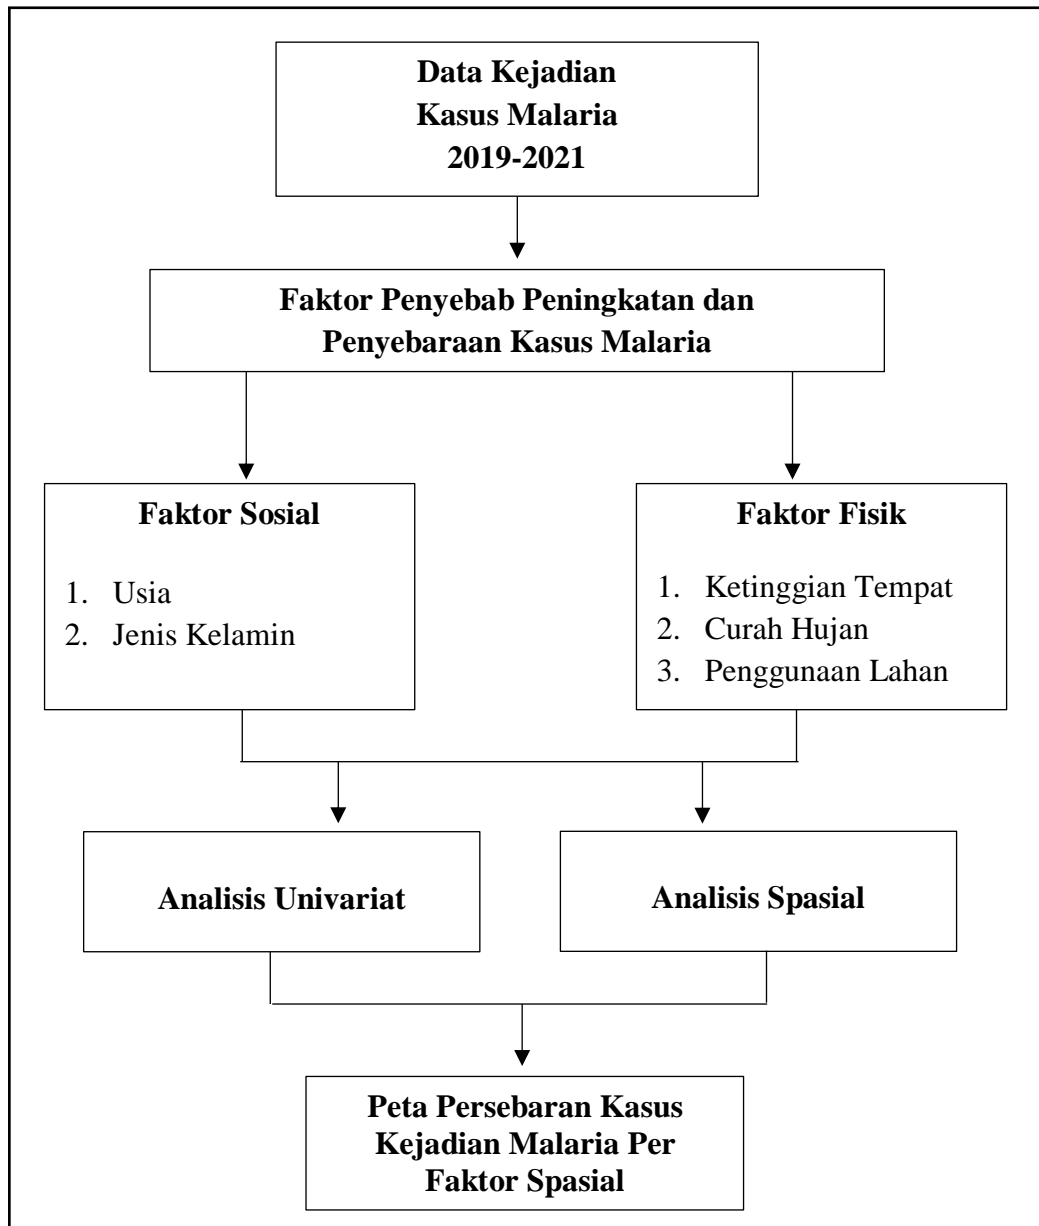 Data Kejadian
Kasus Malaria
2019-2021
Faktor Penyebab Peningkatan dan
Penyebaraan Kasus Malaria
Faktor Sosial
1. Usia
2. Jenis Kelamin
Faktor Fisik
1. Ketinggian Tempat
2. Curah Hujan
3. Penggunaan Lahan
Analisis Univariat
Analisis Spasial
Peta Persebaran Kasus
Kejadian Malaria Per
Faktor Spasial